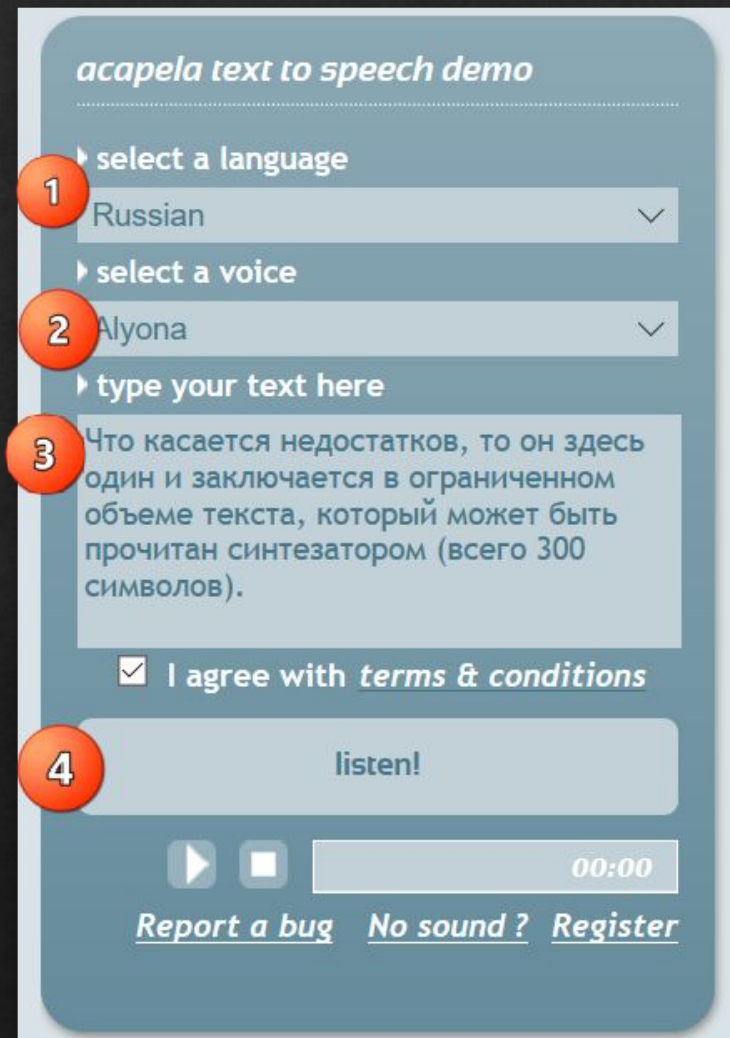 acapela text to speech demo
select a language
1
Russian
select a voice
2
Alyona
type your text here
3
Что касается недостатков, то он здесь
один и заключается в ограниченном
объеме текста, который может быть
прочитан синтезатором (всего 300
символов).
I agree with terms & conditions
4
listen!
00:00
Report a bug No sound ? Register